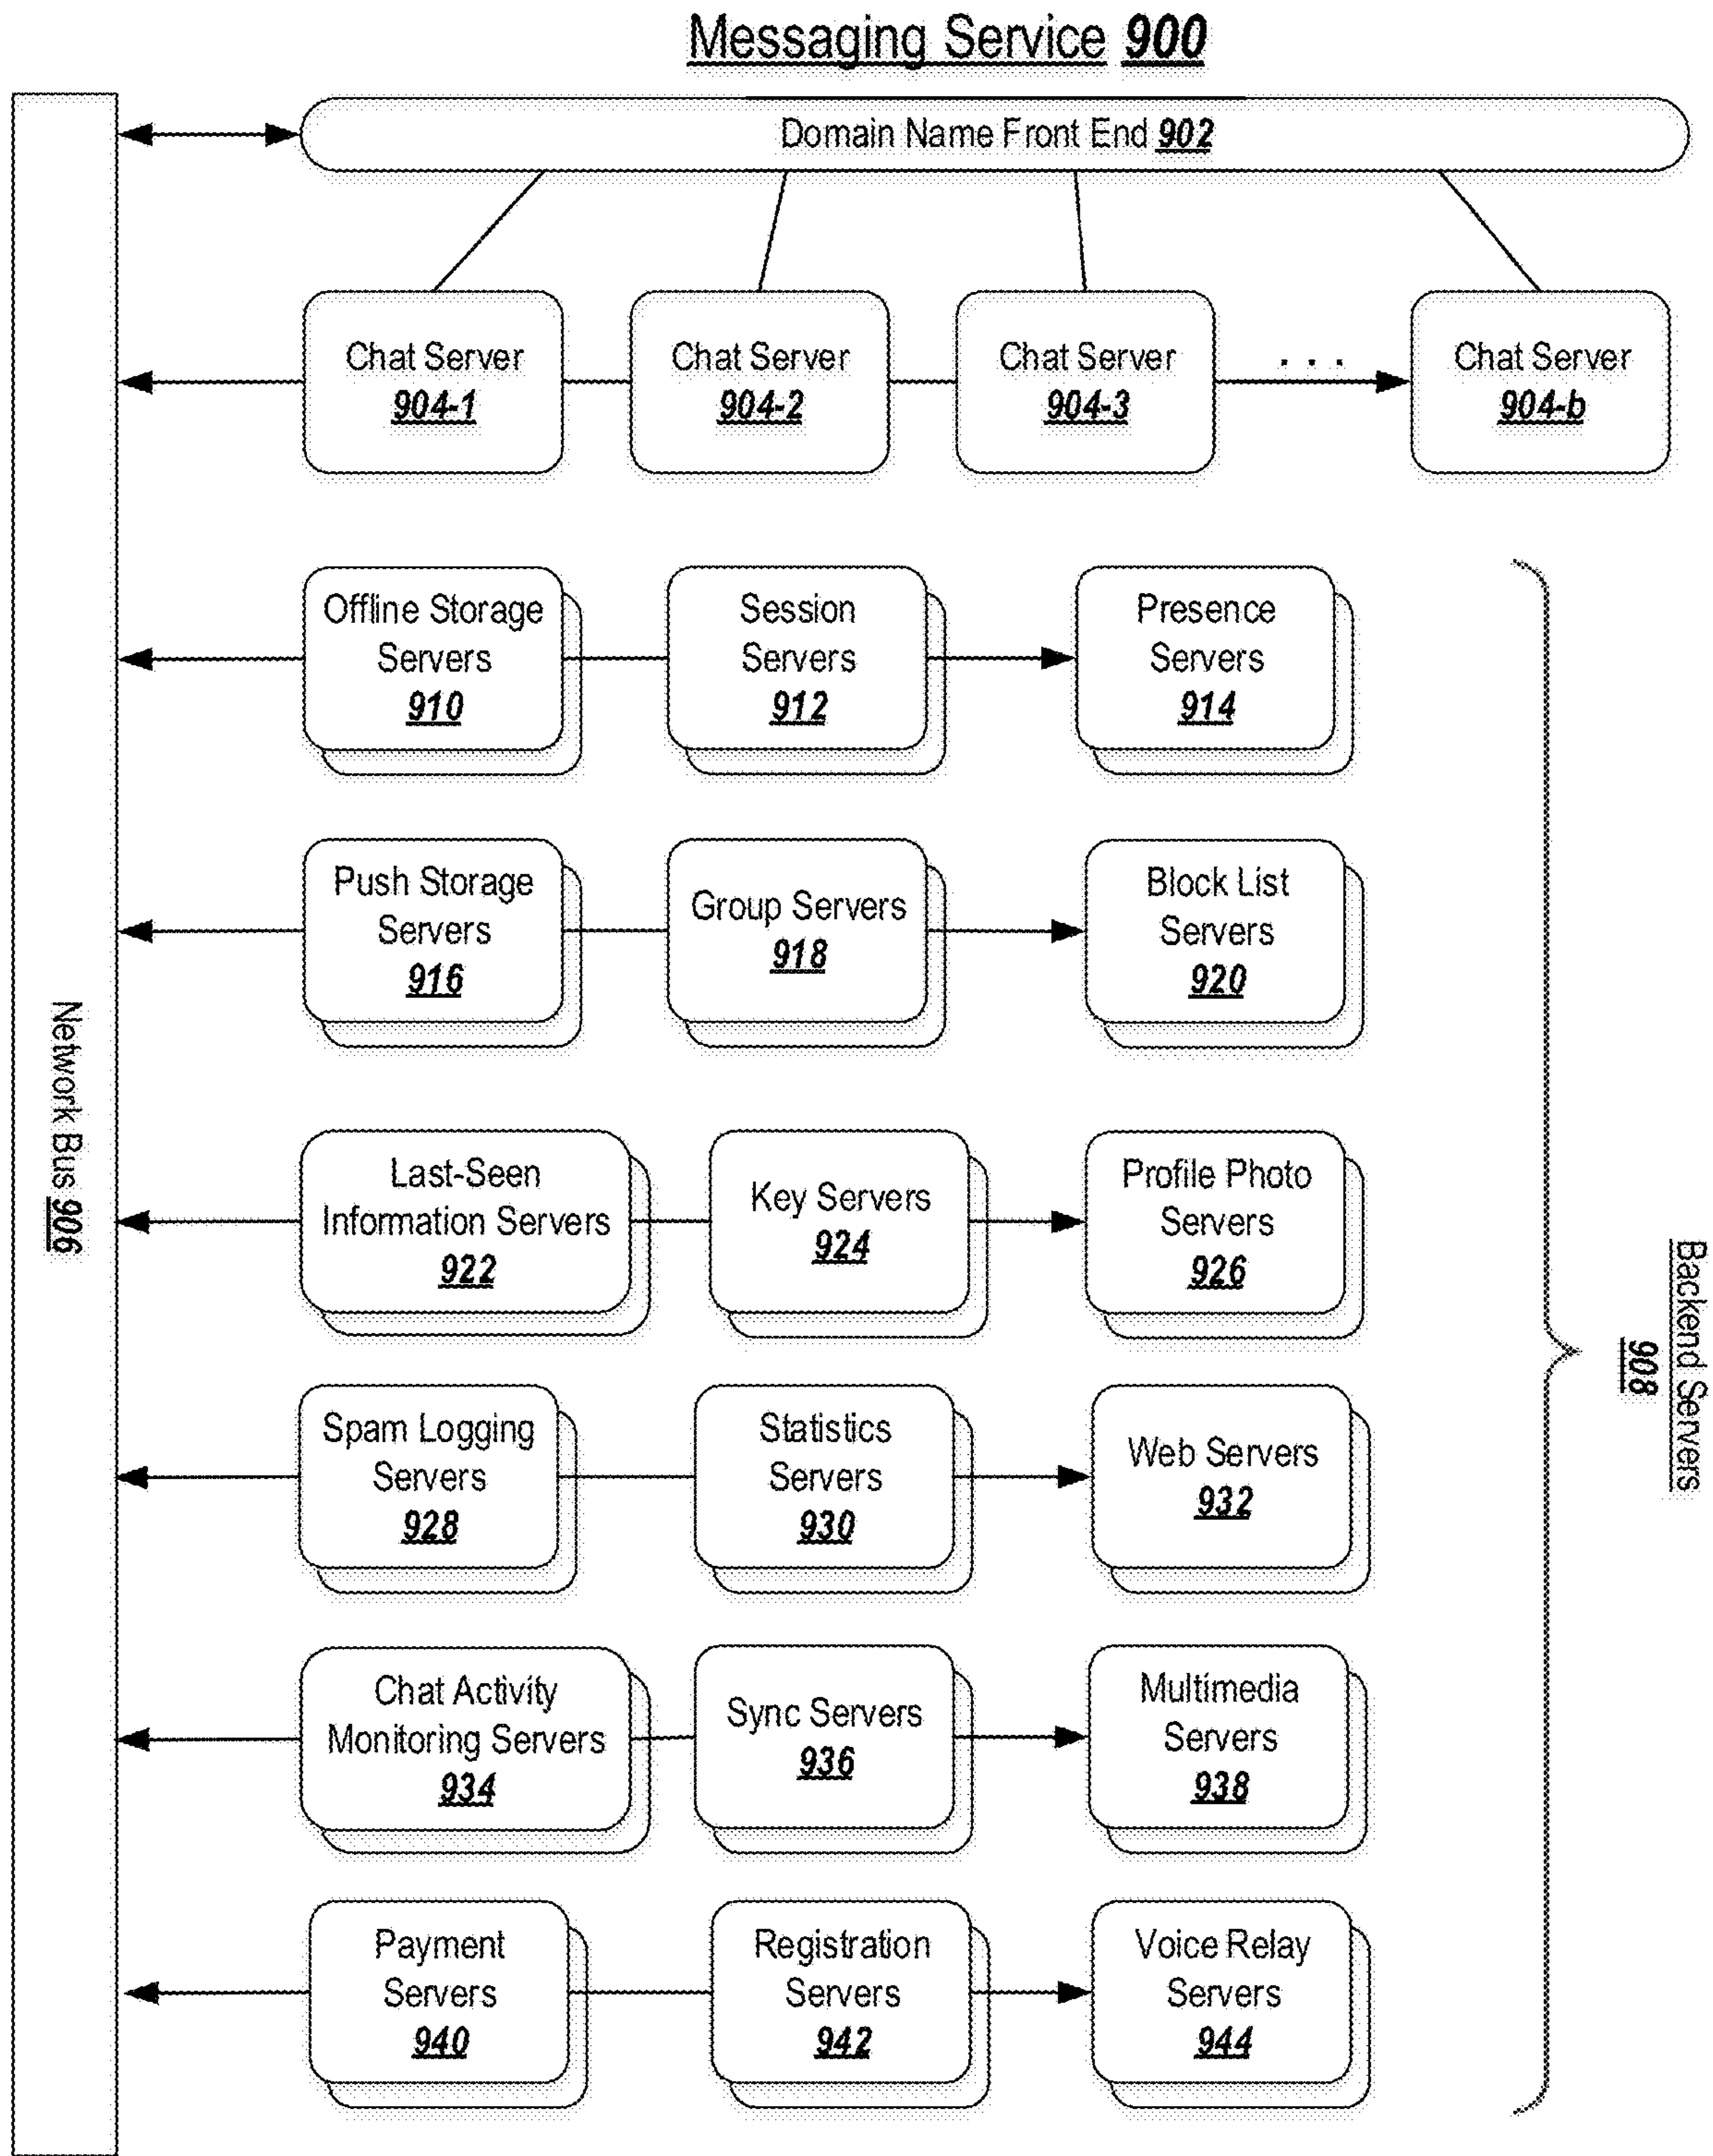 Messaging Service 900
Domain Name Front End 902
Chat Server
904-1
Chat Server
904-2
Chat Server
904-3
. . .
Chat Server
904-b
Offline Storage
Servers
910
Session
Servers
912
Presence
Servers
914
Push Storage
Servers
916
Group Servers
918
Block List
Servers
920
Network Bus 906
Last-Seen
Information Servers
922
Key Servers
924
Profile Photo
Servers
926
Backend Servers
908
Spam Logging
Servers
928
Statistics
Servers
930
Web Servers
932
Chat Activity
Monitoring Servers
934
Sync Servers
936
Multimedia
Servers
938
Payment
Servers
940
Registration
Servers
942
Voice Relay
Servers
944